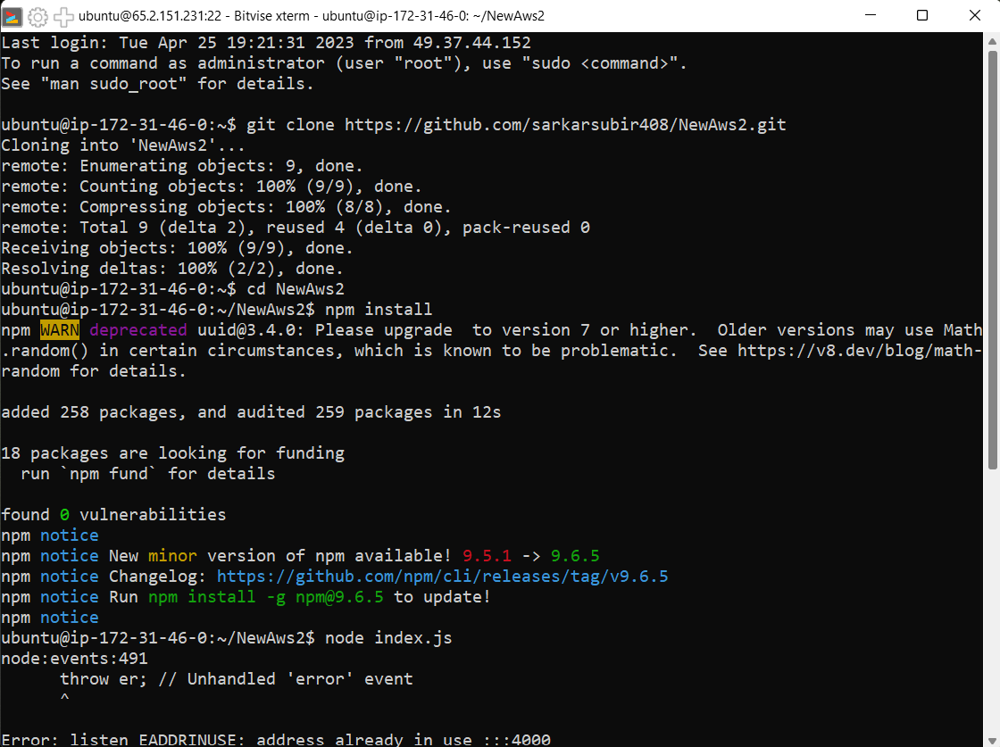 ubuntu@65.2.151.231:22 - Bitvise xterm - ubuntu@ip-172-31-46-0: ~/NewAws2
Last login: Tue Apr 25 19:21:31 2023 from 49.37.44.152
To run a command as administrator (user "root"), use "sudo <command>".
See "man sudo_root" for details.
ubuntu@ip-172-31-46-0:~$ git clone https://github.com/sarkarsubir408/NewAws2.git
Cloning into 'NewAws2'...
remote: Enumerating objects: 9, done.
remote: Counting objects: 100% (9/9), done.
remote: Compressing objects: 100% (8/8), done.
remote: Total 9 (delta 2), reused 4 (delta 0), pack-reused 0
Receiving objects: 100% (9/9), done.
Resolving deltas: 100% (2/2), done.
ubuntu@ip-172-31-46-0:~$ cd NewAws2
ubuntu@ip-172-31-46-0:~/NewAws2$ npm install
npm WARN deprecated uuid@3.4.0: Please upgrade  to version 7 or higher.  Older versions may use Math
.random() in certain circumstances, which is known to be problematic.  See https://v8.dev/blog/math-
random for details.
added 258 packages, and audited 259 packages in 12s
18 packages are looking for funding
  run `npm fund` for details
found 0 vulnerabilities
npm notice
npm notice New minor version of npm available! 9.5.1 -> 9.6.5
npm notice Changelog: https://github.com/npm/cli/releases/tag/v9.6.5
npm notice Run npm install -g npm@9.6.5 to update!
npm notice
ubuntu@ip-172-31-46-0:~/NewAws2$ node index.js
node:events:491
      throw er; // Unhandled 'error' event
      ^
Error: listen EADDRINUSE: address already in use :::4000